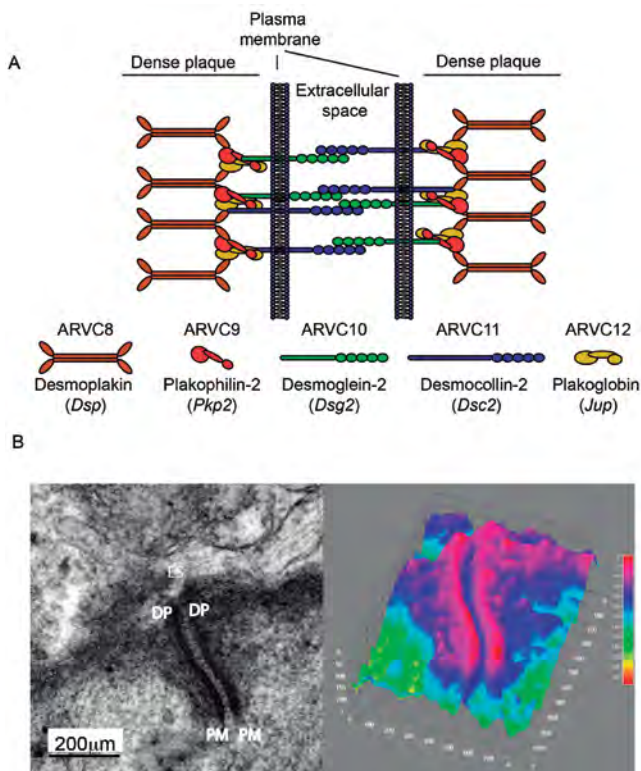 Plasma
membrane
A
Dense plaque
Dense plaque
Extracellular
space
ARVC8 ARVC9 ARVC10 ARVC11 ARVC12
Desmoplakin Plakophilin-2 Desmoglein-2 Desmocollin-2 Plakoglobin
(Dsp) (Pkp2) (Dsg2) (Dsc2) (Jup)
B
ES
DP DP
PM PM
200μm